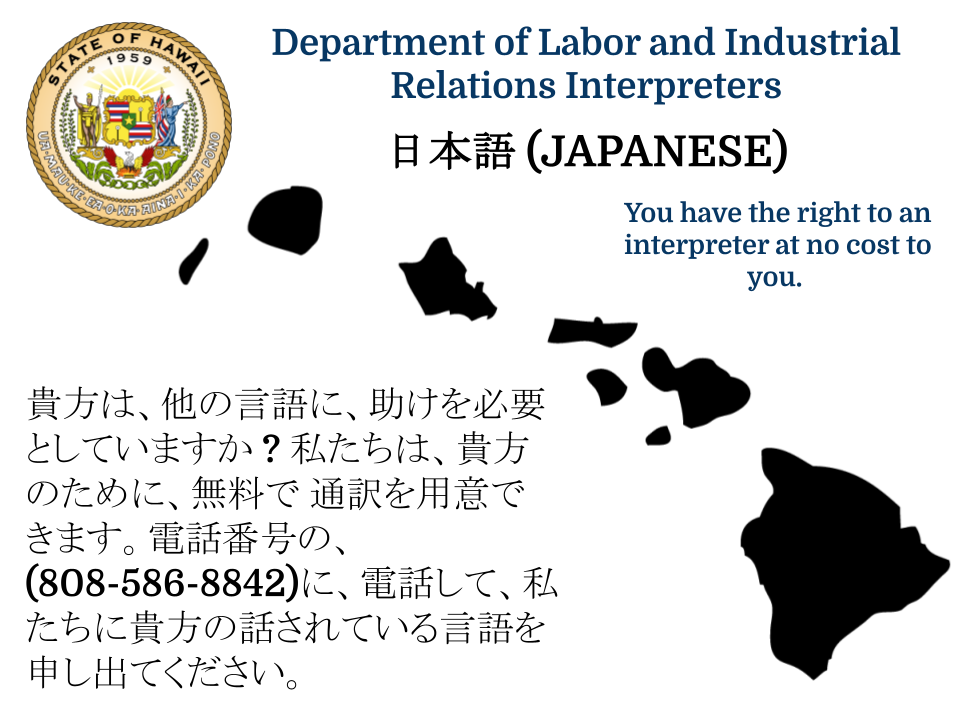 STATE OF HAWAII
1959
UA·MAU·KE·EA·O·KA·AINA·I·KA·PONO
Department of Labor and Industrial
Relations Interpreters
日本語 (JAPANESE)
You have the right to an
interpreter at no cost to
you.
貴方は、他の言語に、助けを必要
としていますか ? 私たちは、貴方
のために、無料で 通訳を用意で
きます。電話番号の、
(808-586-8842)に、電話して、私
たちに貴方の話されている言語を
申し出てください。